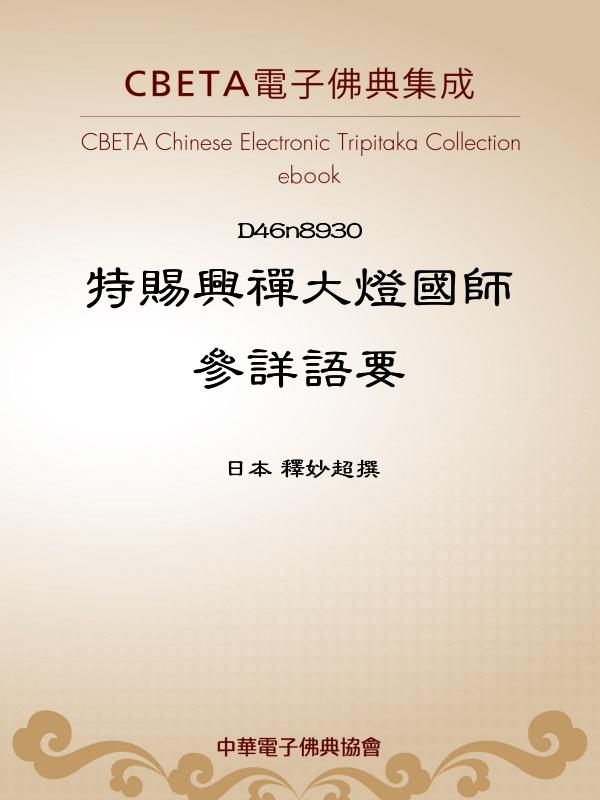 CBETA電子佛典集成
CBETA Chinese Electronic Tripitaka Collection
ebook
D46n8930
特賜興禪大燈國師
參詳語要
日本 釋妙超撰
中華電子佛典協會